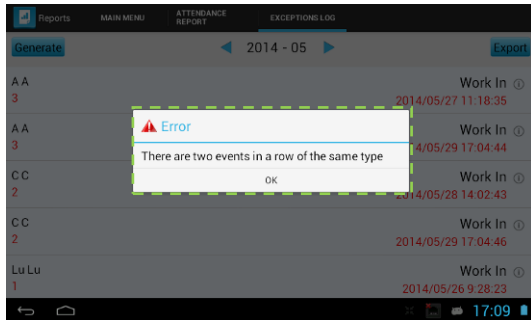 Reports MAIN MENU ATTENDANCE REPORT EXCEPTIONS LOG
Generate 2014 - 05 Export
A A Work In
3 2014/05/27 11:18:35
A A Work In
3 4/05/29 17:04:44
C C Work In
2 2014/05/28 14:02:43
C C Work In
2 2014/05/29 17:04:46
Lu Lu Work In
1 2014/05/26 9:28:23
Error
There are two events in a row of the same type
OK
17:09